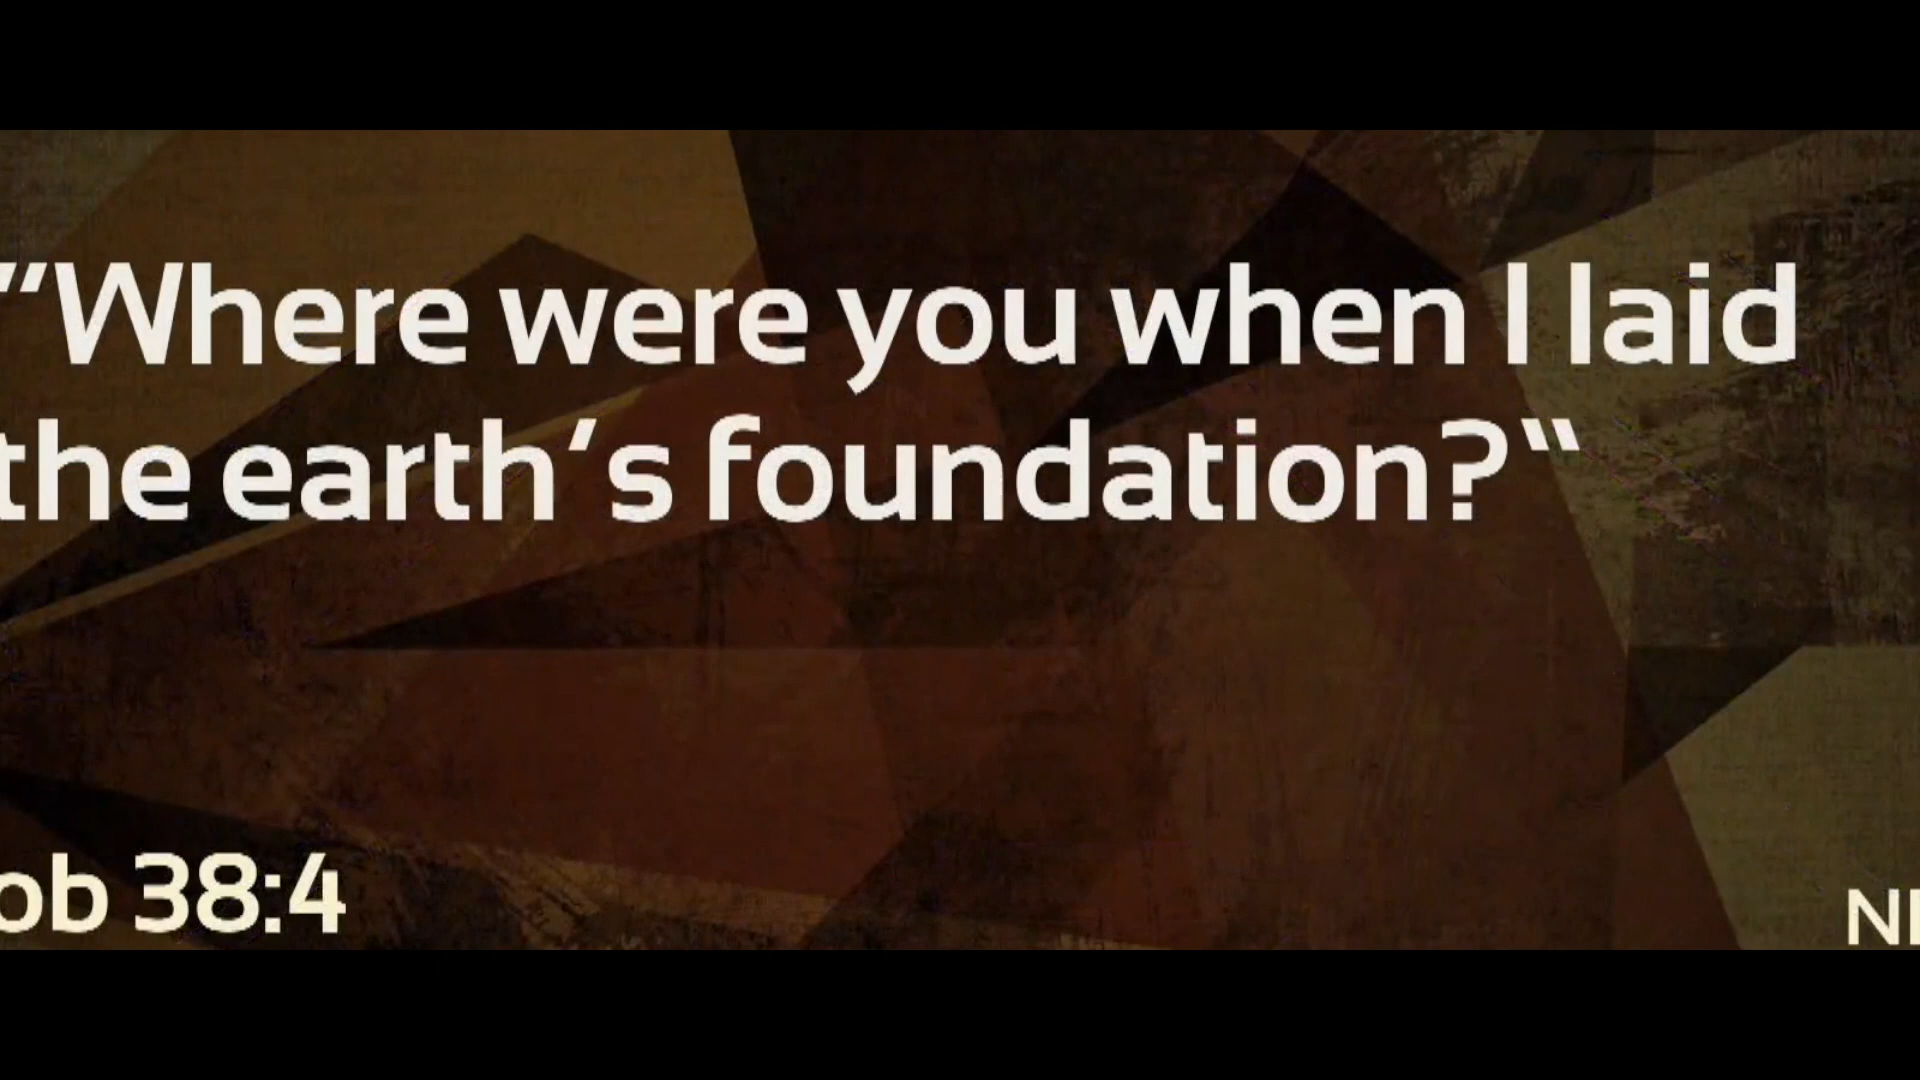 "Where were you when I laid
the earth's foundation?"
ob 38:4
NI